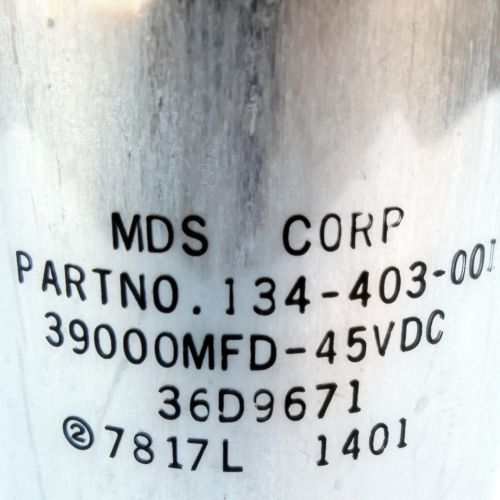 MDS CORP
PARTNO.134-403-001
39000MFD-45VDC
36D9671
②7817L 1401